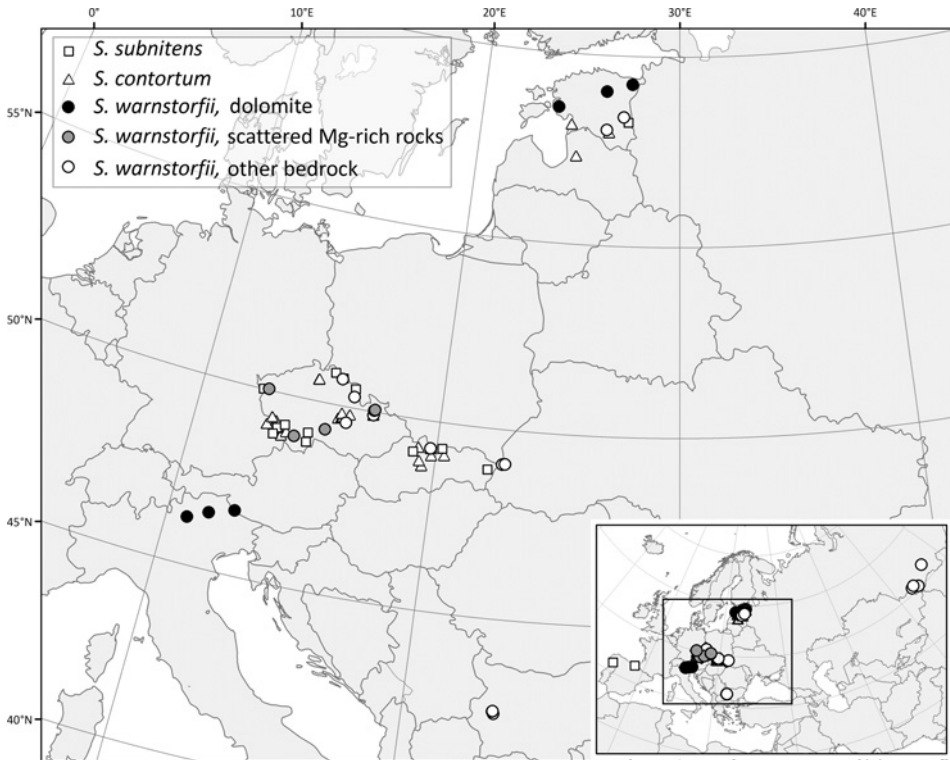 0° 10°E 20°E 30°E 40°E
S. subnitens
S. contortum
S. warnstorfii, dolomite
S. warnstorfii, scattered Mg-rich rocks
S. warnstorfii, other bedrock
55°N
50°N
45°N
40°N